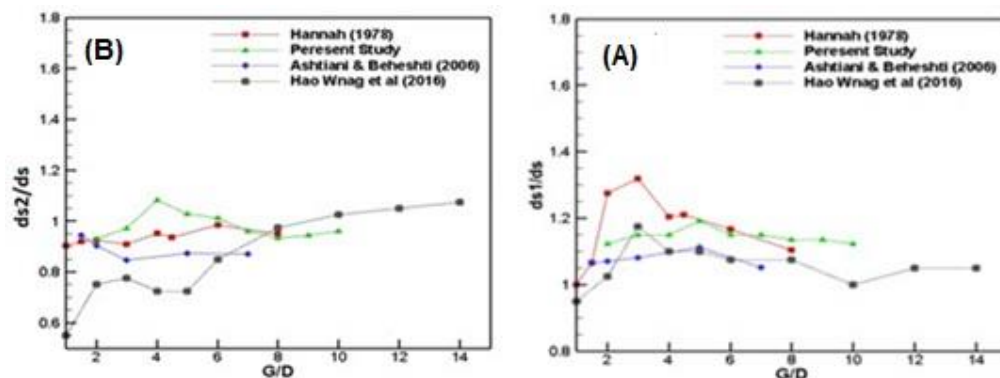 (B)
Hannah (1978)
Peresent Study
Ashtiani & Beheshti (2006)
Hao Wnag et al (2016)
ds2/ds
1.8
1.6
1.4
1.2
1
0.8
0.6
2 4 6 8 10 12 14
G/D
(A)
Hannah (1978)
Peresent Study
Ashtiani & Beheshti (2006)
Hao Wnag et al (2016)
ds1/ds
1.8
1.6
1.4
1.2
1
0.8
2 4 6 8 10 12 14
G/D